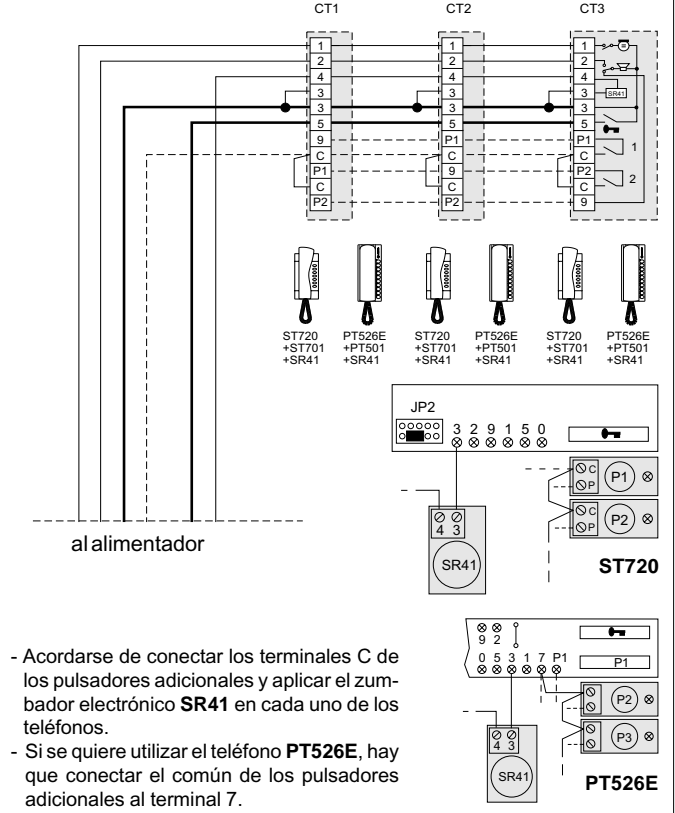 CT1 CT2 CT3
1 1 1
2 2 2
4 4 4
3 3 3 SR41
3 3 3
5 5 5
9 P1 P1 1
C C C
P1 9 P2 2
C C C
P2 P2 9
ST720 PT526E ST720 PT526E ST720 PT526E
+ST701 +PT501 +ST701 +PT501 +ST701 +PT501
+SR41 +SR41 +SR41 +SR41 +SR41 +SR41
JP2
3 2 9 1 5 0
C P1
P
C P2
P
4 3
SR41
ST720
al alimentador
9 2
0 5 3 1 7 P1 P1
P2
P3
4 3
SR41
PT526E
- Acordarse de conectar los terminales C de
los pulsadores adicionales y aplicar el zum-
bador electrónico SR41 en cada uno de los
teléfonos.
- Si se quiere utilizar el teléfono PT526E, hay
que conectar el común de los pulsadores
adicionales al terminal 7.